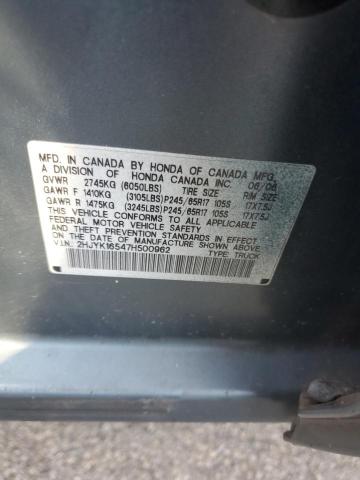 MFD. IN CANADA BY HONDA OF CANADA MFG.
A DIVISION OF HONDA CANADA INC. 06/06
GVWR 2745KG (6050LBS) TIRE SIZE RIM SIZE
GAWR F 1410KG (3105LBS)P245/65R17 105S 17X7.5J
GAWR R 1475KG (3245LBS)P245/65R17 105S 17X7.5J
THIS VEHICLE CONFORMS TO ALL APPLICABLE
FEDERAL MOTOR VEHICLE SAFETY AND
THEFT PREVENTION STANDARDS IN EFFECT
ON THE DATE OF MANUFACTURE SHOWN ABOVE.
V.I.N.: 2HJYK16547H500962 TYPE: TRUCK